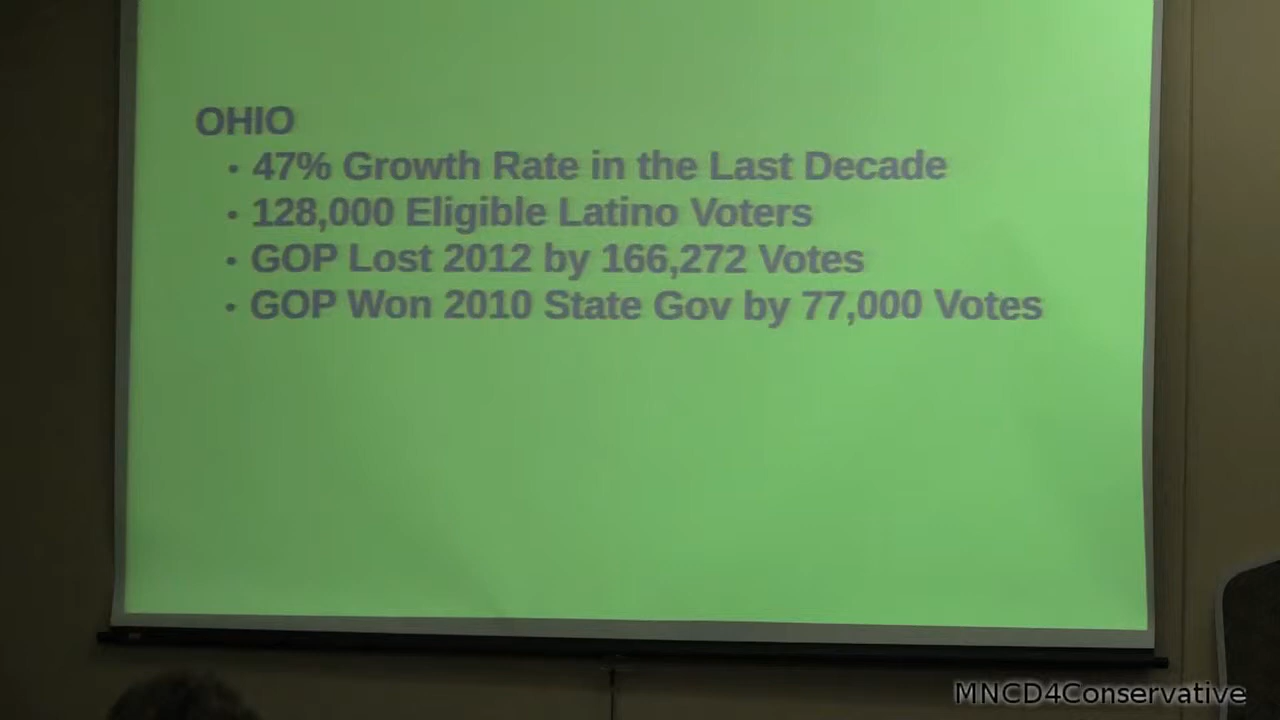 OHIO
• 47% Growth Rate in the Last Decade
• 128,000 Eligible Latino Voters
• GOP Lost 2012 by 166,272 Votes
• GOP Won 2010 State Gov by 77,000 Votes
MNCD4Conservative